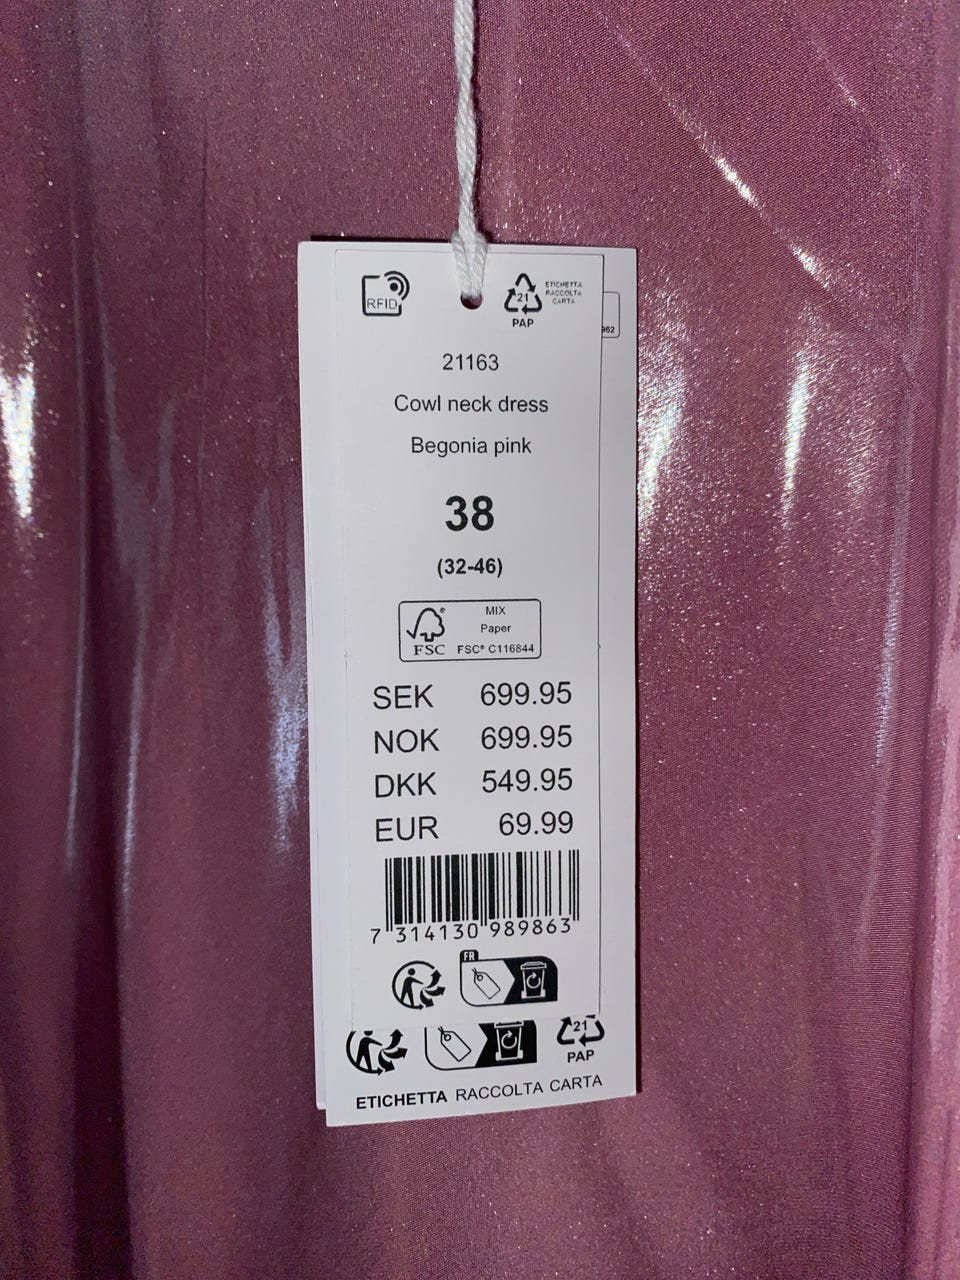 RFID
21
PAP
ETICHETTA
RACCOLTA
CARTA
962
21163
Cowl neck dress
Begonia pink
38
(32-46)
FSC
MIX
Paper
FSC® C116844
SEK 699.95
NOK 699.95
DKK 549.95
EUR 69.99
7 314130 989863
FR
21
PAP
ETICHETTA RACCOLTA CARTA